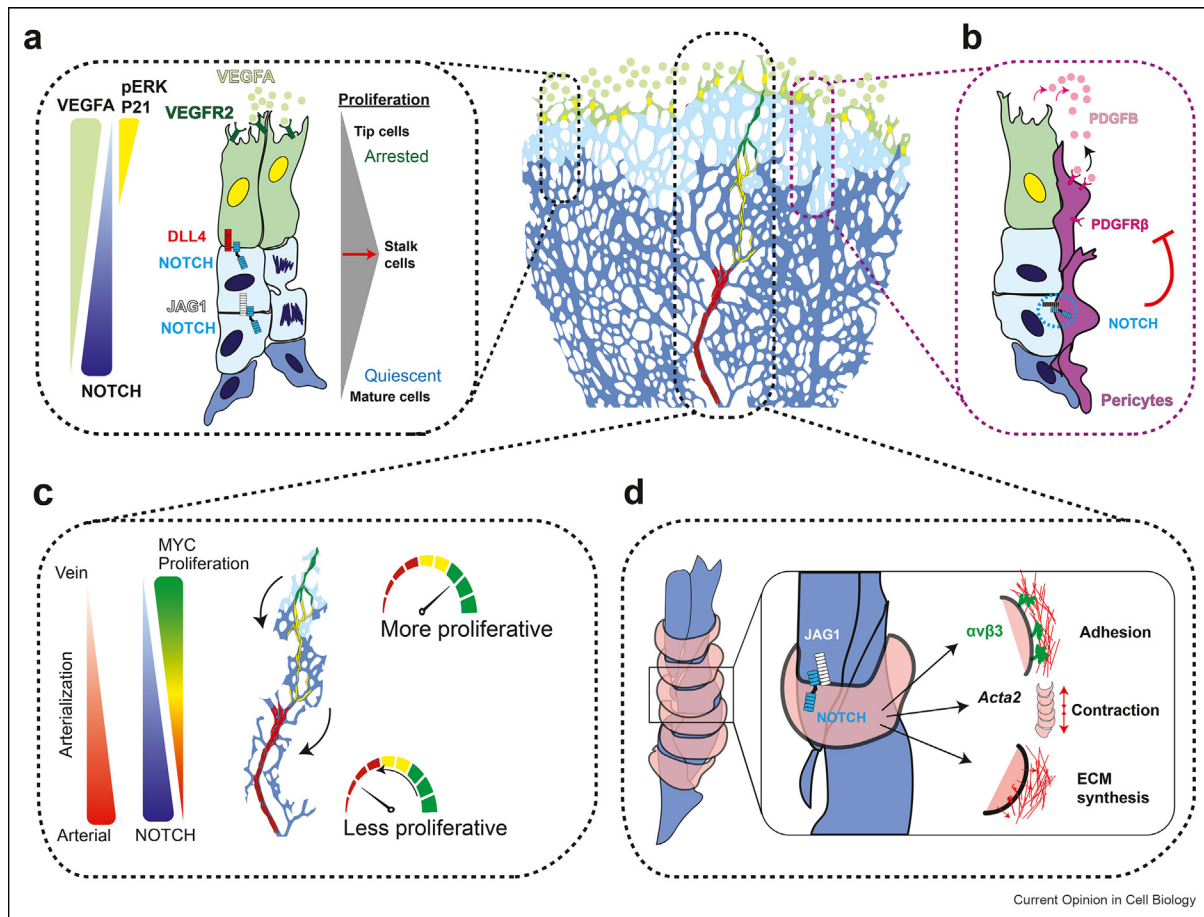 a
VEGFA
pERK
P21
VEGFA
VEGFR2
Proliferation
Tip cells
Arrested
DLL4
NOTCH
JAG1
NOTCH
Stalk
cells
Quiescent
Mature cells
NOTCH
b
PDGFB
PDGFRβ
NOTCH
Pericytes
c
Vein
MYC
Proliferation
Arterialization
Arterial
NOTCH
More proliferative
Less proliferative
d
JAG1
NOTCH
αvβ3
Adhesion
Acta2
Contraction
ECM
synthesis
Current Opinion in Cell Biology